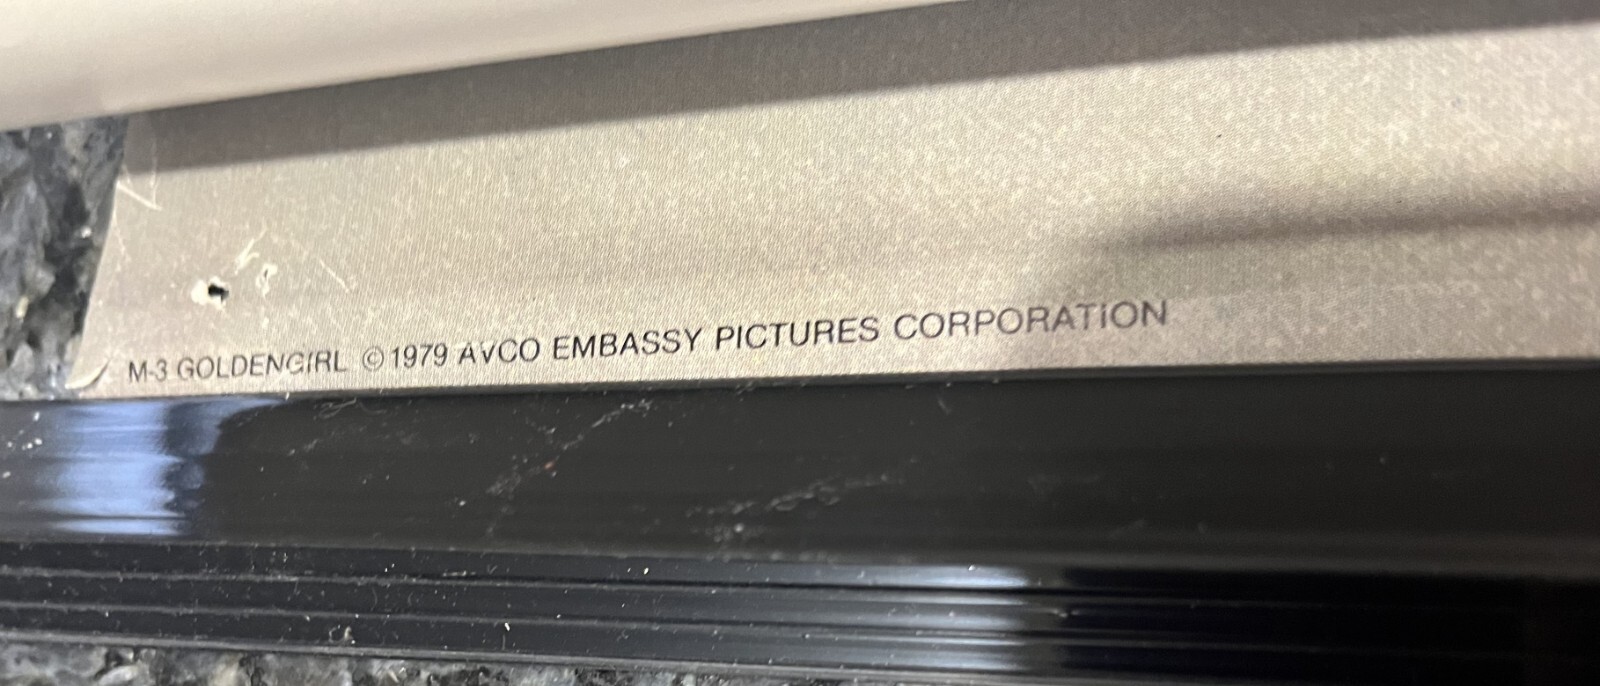 M-3 GOLDENGIRL © 1979 AVCO EMBASSY PICTURES CORPORATION